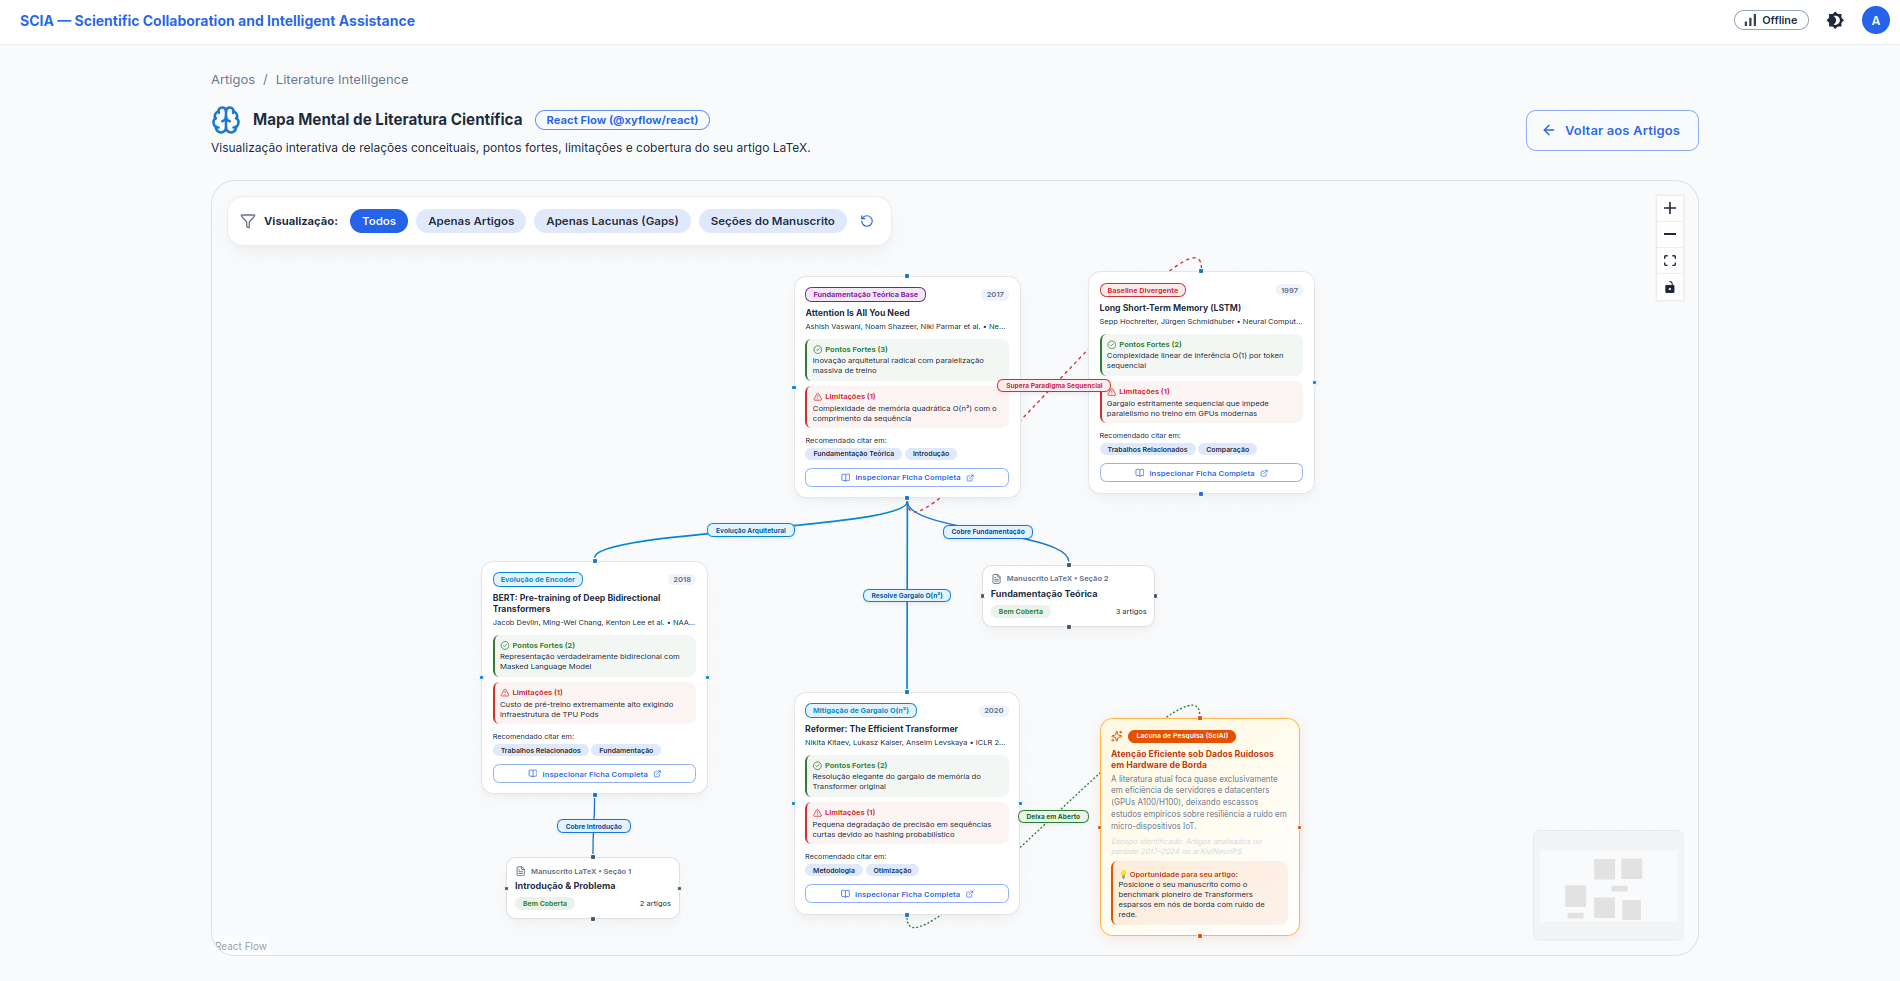 SCIA — Scientific Collaboration and Intelligent Assistance
Offline
A
Artigos / Literature Intelligence
Mapa Mental de Literatura Científica
React Flow (@xyflow/react)
Visualização interativa de relações conceituais, pontos fortes, limitações e cobertura do seu artigo LaTeX.
Voltar aos Artigos
Visualização:
Todos
Apenas Artigos
Apenas Lacunas (Gaps)
Seções do Manuscrito
Fundamentação Teórica Base
2017
Attention Is All You Need
Ashish Vaswani, Noam Shazeer, Niki Parmar et al. • Ne...
Pontos Fortes (3)
Inovação arquitetural radical com paralelização
massiva de treino
Limitações (1)
Complexidade de memória quadrática O(n²) com o
comprimento da sequência
Recomendado citar em:
Fundamentação Teórica
Introdução
Inspecionar Ficha Completa
Supera Paradigma Sequencial
Baseline Divergente
1997
Long Short-Term Memory (LSTM)
Sepp Hochreiter, Jürgen Schmidhuber • Neural Comput...
Pontos Fortes (2)
Complexidade linear de inferência O(1) por token
sequencial
Limitações (1)
Gargalo estritamente sequencial que impede
paralelismo no treino em GPUs modernas
Recomendado citar em:
Trabalhos Relacionados
Comparação
Inspecionar Ficha Completa
Evolução Arquitetural
Cobre Fundamentação
Resolve Gargalo O(n²)
Evolução de Encoder
2018
BERT: Pre-training of Deep Bidirectional
Transformers
Jacob Devlin, Ming-Wei Chang, Kenton Lee et al. • NAA...
Pontos Fortes (2)
Representação verdadeiramente bidirecional com
Masked Language Model
Limitações (1)
Custo de pré-treino extremamente alto exigindo
infraestrutura de TPU Pods
Recomendado citar em:
Trabalhos Relacionados
Fundamentação
Inspecionar Ficha Completa
Manuscrito LaTeX • Seção 2
Fundamentação Teórica
Bem Coberta
3 artigos
Mitigação de Gargalo O(n²)
2020
Reformer: The Efficient Transformer
Nikita Kitaev, Lukasz Kaiser, Anselm Levskaya • ICLR 2...
Pontos Fortes (2)
Resolução elegante do gargalo de memória do
Transformer original
Limitações (1)
Pequena degradação de precisão em sequências
curtas devido ao hashing probabilístico
Recomendado citar em:
Metodologia
Otimização
Inspecionar Ficha Completa
Deixa em Aberto
Lacuna de Pesquisa (SciAI)
Atenção Eficiente sob Dados Ruidosos
em Hardware de Borda
A literatura atual foca quase exclusivamente
em eficiência de servidores e datacenters
(GPUs A100/H100), deixando escassos
estudos empíricos sobre resiliência a ruído em
micro-dispositivos IoT.
Escopo identificado: Artigos analisados no
período 2017–2024 no arXiv/NeurIPS
Oportunidade para seu artigo:
Posicione o seu manuscrito como o
benchmark pioneiro de Transformers
esparsos em nós de borda com ruído de
rede.
Cobre Introdução
Manuscrito LaTeX • Seção 1
Introdução & Problema
Bem Coberta
2 artigos
React Flow